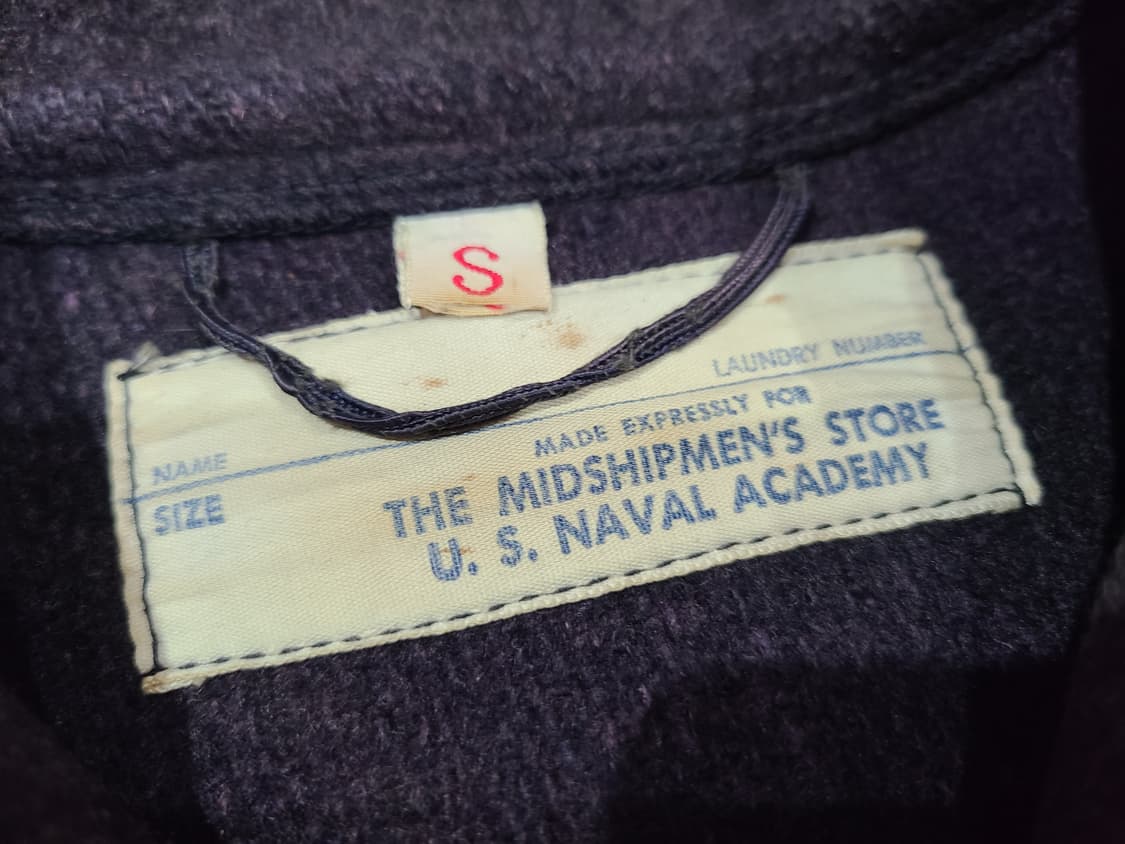 S
LAUNDRY NUMBER
NAME
MADE EXPRESSLY FOR
SIZE
THE MIDSHIPMEN'S STORE
U. S. NAVAL ACADEMY